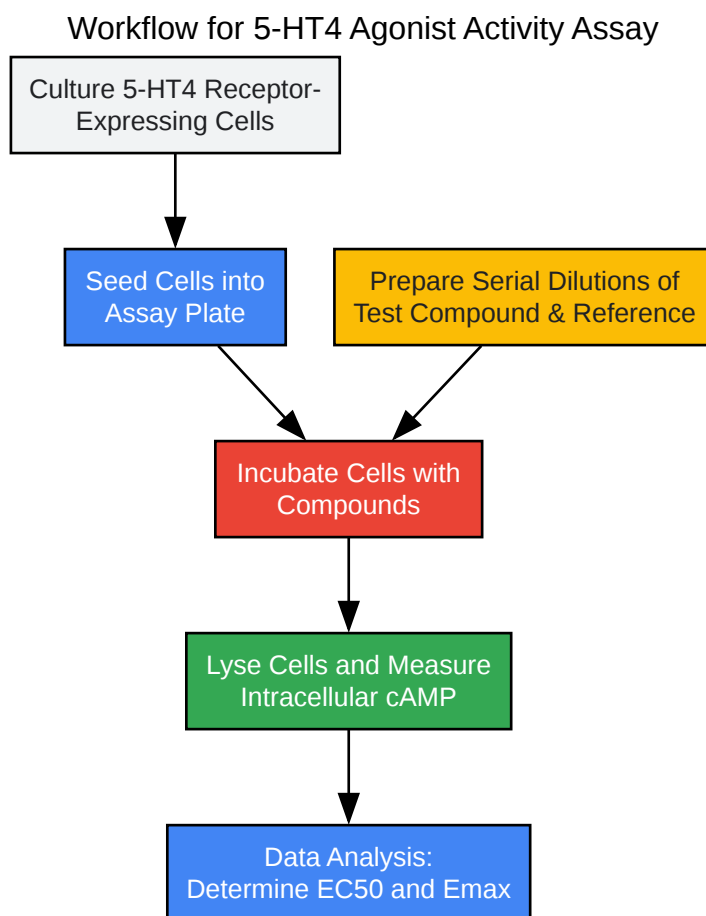 Workflow for 5-HT4 Agonist Activity Assay
Culture 5-HT4 Receptor-
Expressing Cells
Seed Cells into
Assay Plate
Prepare Serial Dilutions of
Test Compound & Reference
Incubate Cells with
Compounds
Lyse Cells and Measure
Intracellular cAMP
Data Analysis:
Determine EC50 and Emax